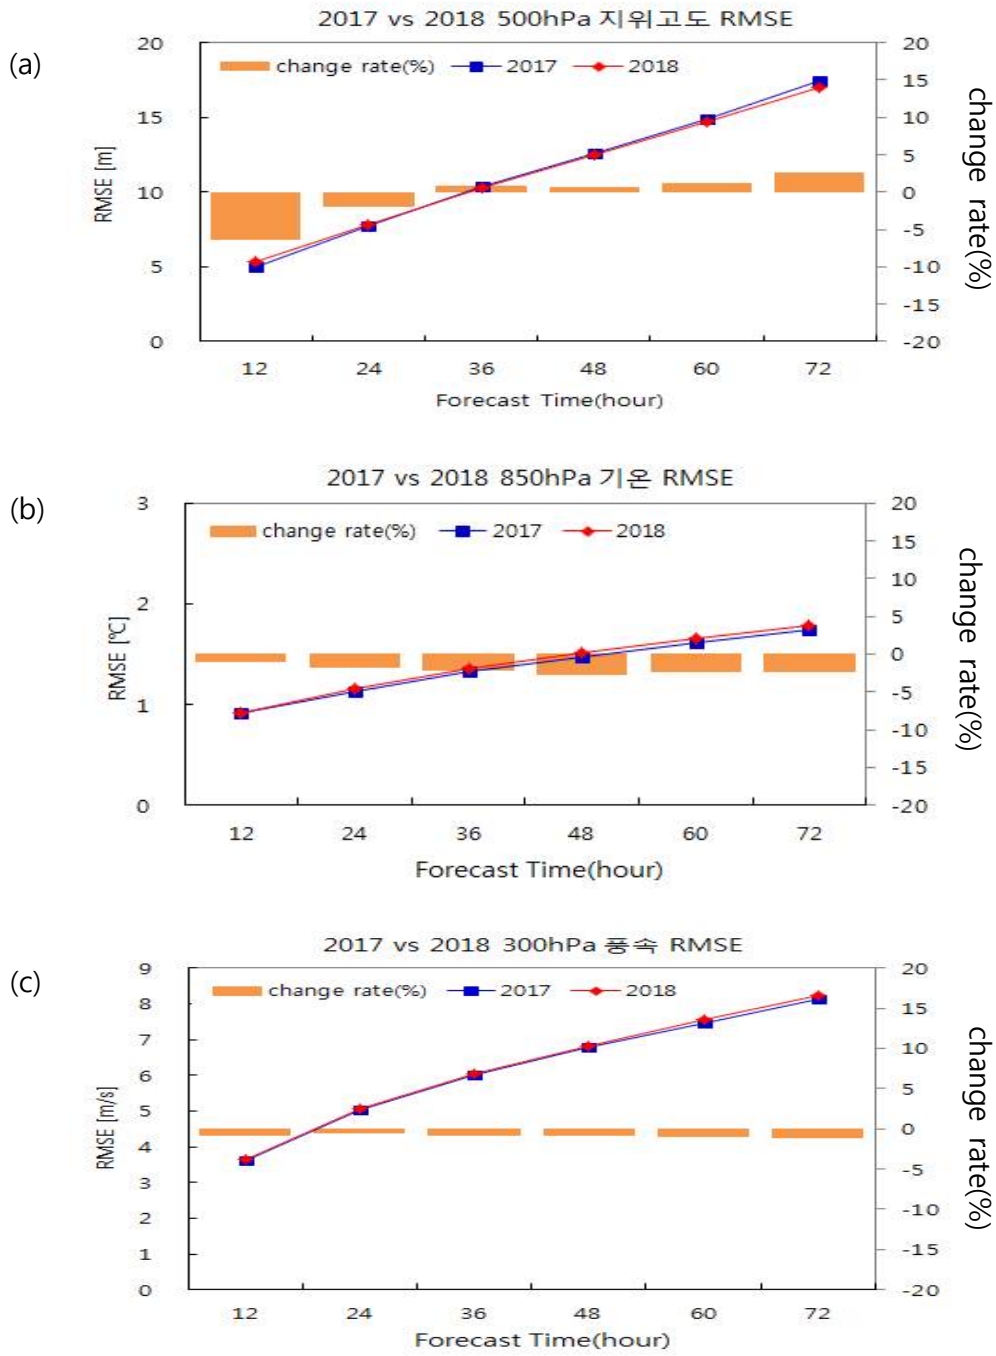 2017 vs 2018 500hPa 지위고도 RMSE
(a)
change rate(%) 2017 2018
RMSE [m]
20
15
10
5
0
20
15
10
5
0
-5
-10
-15
-20
change rate(%)
12 24 36 48 60 72
Forecast Time(hour)
2017 vs 2018 850hPa 기온 RMSE
(b)
change rate(%) 2017 2018
RMSE [℃]
3
2
1
0
20
15
10
5
0
-5
-10
-15
-20
change rate(%)
12 24 36 48 60 72
Forecast Time(hour)
2017 vs 2018 300hPa 풍속 RMSE
(c)
change rate(%) 2017 2018
RMSE [m/s]
9
8
7
6
5
4
3
2
1
0
20
15
10
5
0
-5
-10
-15
-20
change rate(%)
12 24 36 48 60 72
Forecast Time(hour)